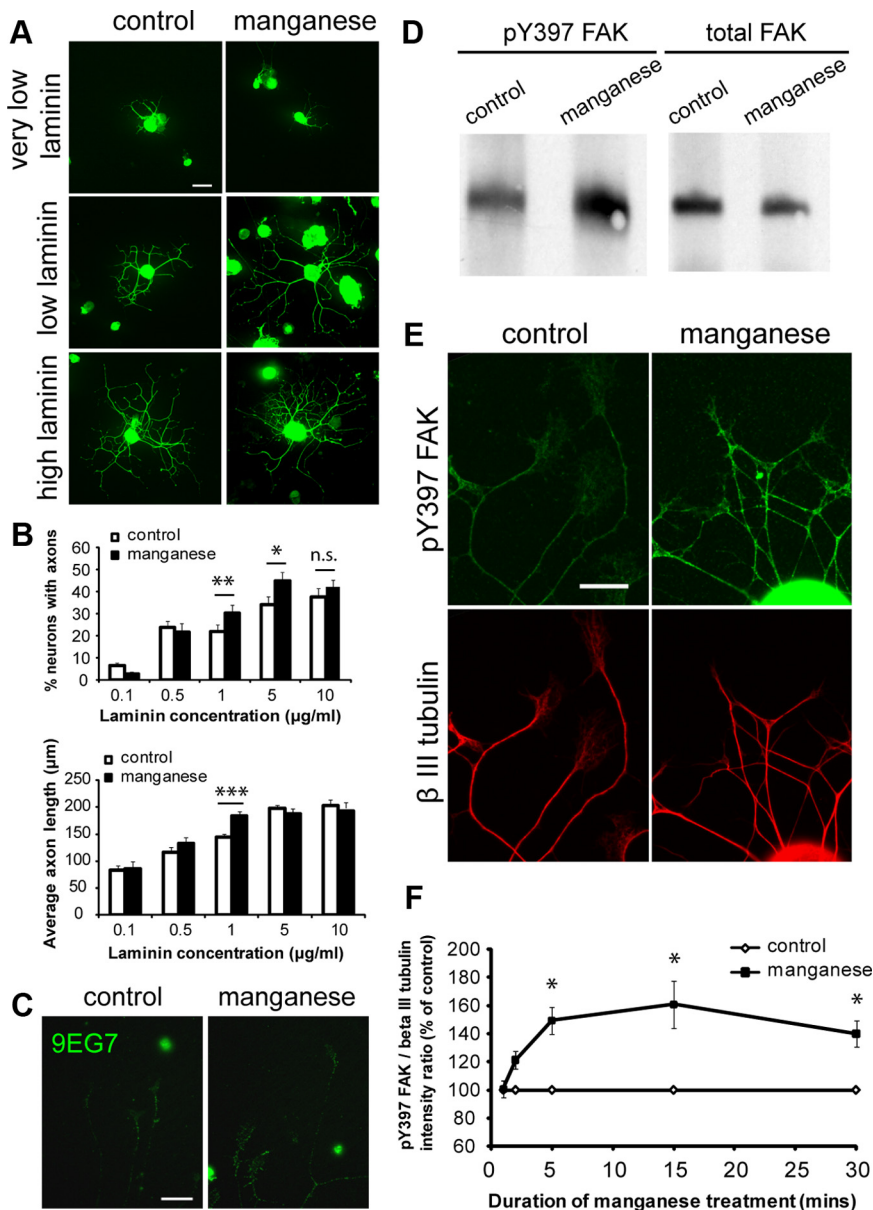 A
control manganese
very low
laminin
low laminin
high laminin
B
control
manganese
% neurons with axons
60
50
40
30
20
10
0
** * n.s.
0.1 0.5 1 5 10
Laminin concentration (µg/ml)
control
manganese
Average axon length (µm)
250
200
150
100
50
0
***
0.1 0.5 1 5 10
Laminin concentration (µg/ml)
C
control manganese
9EG7
D
pY397 FAK total FAK
control manganese control manganese
E
control manganese
pY397 FAK
β III tubulin
F
control
manganese
pY397 FAK / beta III tubulin
intensity ratio (% of control)
200
180
160
140
120
100
80
60
* * *
0 5 10 15 20 25 30
Duration of manganese treatment (mins)